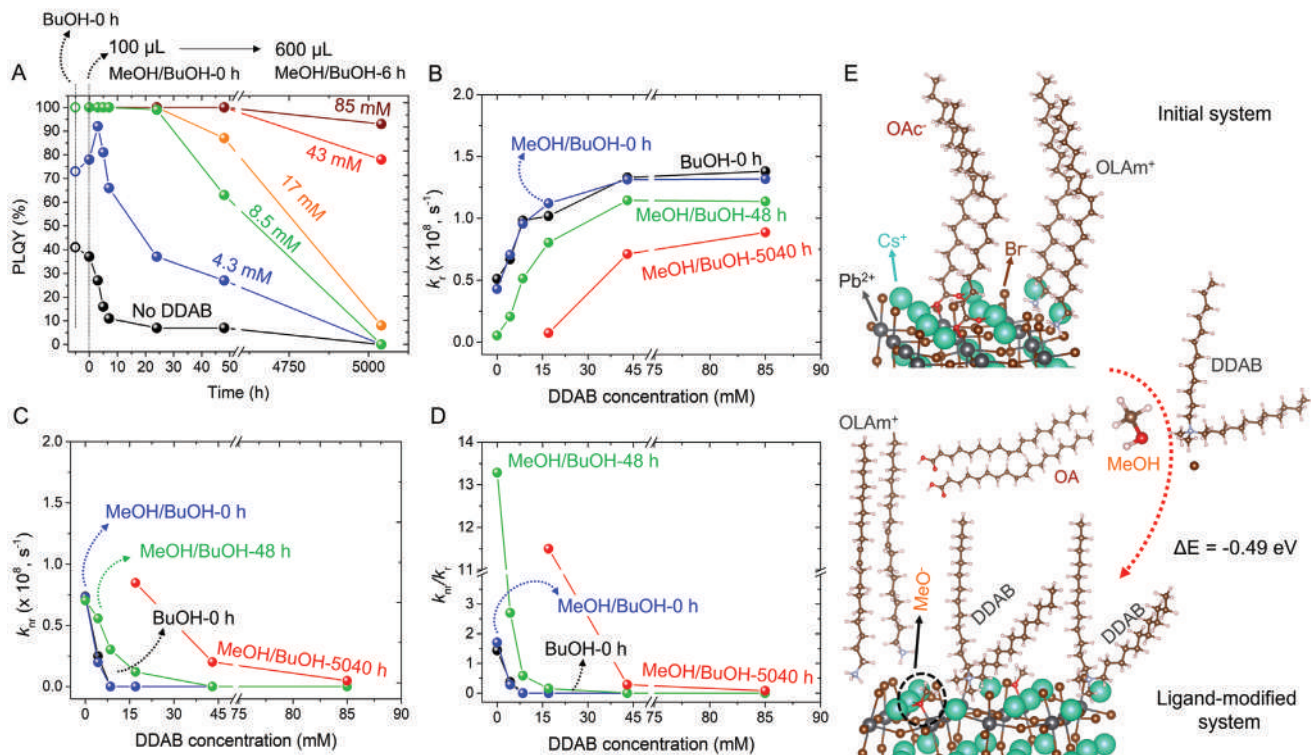 BuOH-0 h
100 µL
600 µL
MeOH/BuOH-0 h
MeOH/BuOH-6 h
A
PLQY (%)
100
90
80
70
60
50
40
30
20
10
0
85 mM
43 mM
17 mM
8.5 mM
4.3 mM
No DDAB
0 10 20 30 40 50 4750 5000
Time (h)
B
kr (x 10⁸, s⁻¹)
2.0
1.5
1.0
0.5
0.0
MeOH/BuOH-0 h
BuOH-0 h
MeOH/BuOH-48 h
MeOH/BuOH-5040 h
0 15 30 45 75 80 85 90
DDAB concentration (mM)
C
knr (x 10⁸, s⁻¹)
2.0
1.5
1.0
0.5
0.0
MeOH/BuOH-0 h
MeOH/BuOH-48 h
BuOH-0 h
MeOH/BuOH-5040 h
0 15 30 45 75 80 85 90
DDAB concentration (mM)
D
knr/kr
14
13
12
11
3
2
1
0
MeOH/BuOH-48 h
MeOH/BuOH-0 h
BuOH-0 h
MeOH/BuOH-5040 h
0 15 30 45 75 80 85 90
DDAB concentration (mM)
E
Initial system
OAc⁻
OLAm⁺
Cs⁺
Br⁻
Pb²⁺
DDAB
OLAm⁺
MeOH
OA
ΔE = -0.49 eV
MeO⁻
DDAB
DDAB
Ligand-modified
system